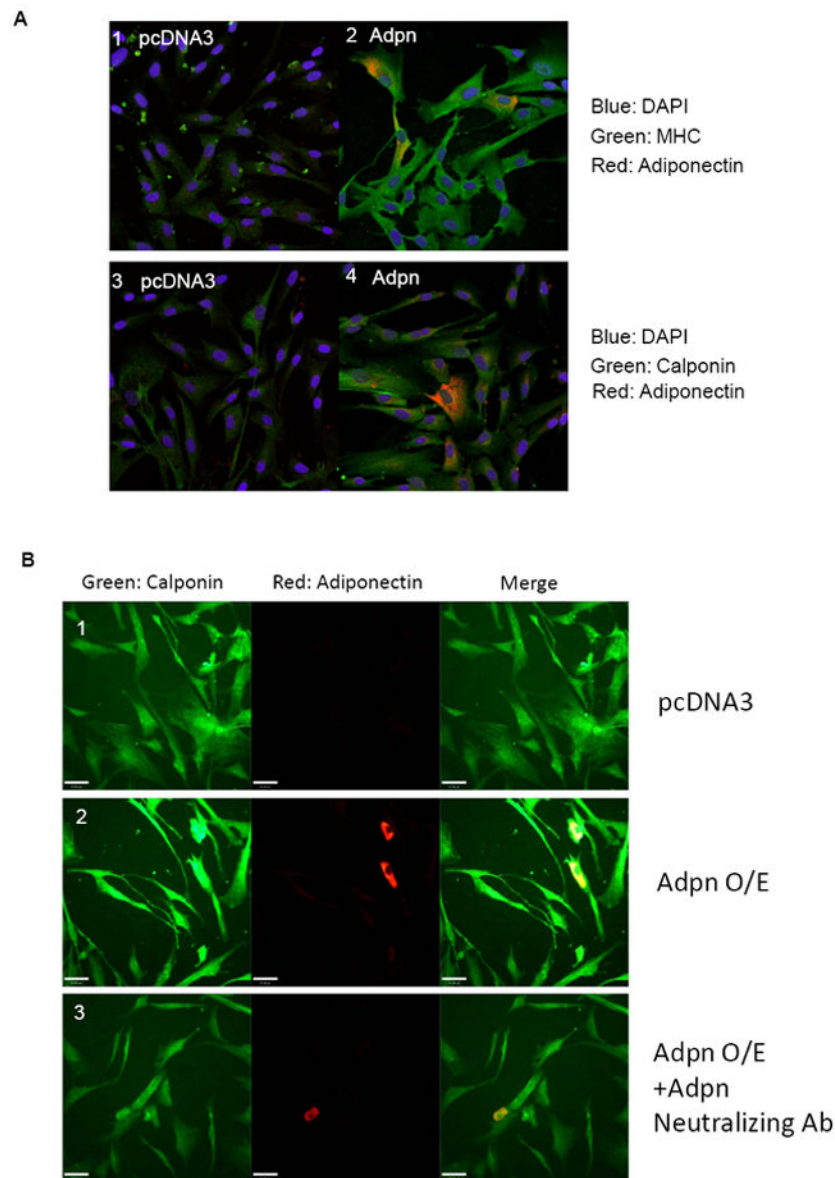 A
1 pcDNA3
2 Adpn
Blue: DAPI
Green: MHC
Red: Adiponectin
3 pcDNA3
4 Adpn
Blue: DAPI
Green: Calponin
Red: Adiponectin
B
Green: Calponin
Red: Adiponectin
Merge
1
pcDNA3
2
Adpn O/E
3
Adpn O/E
+Adpn
Neutralizing Ab